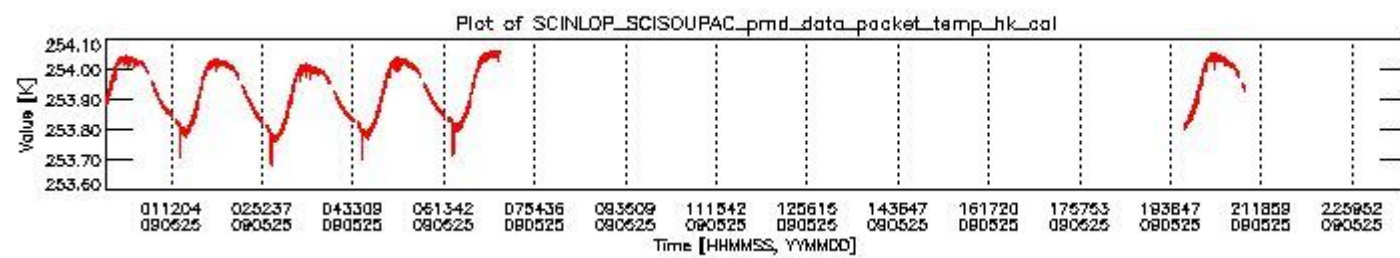 Plot of SCINLOP_SCISOUPAC_pmd_data_packet_temp_hk_cal
254.10
254.00
253.90
253.80
253.70
253.60
Value [K]
011204 025237 043309 061342 075436 093509 111542 125615 143647 161720 175753 193847 211859 225952
090525 090525 090525 090525 090525 090525 090525 090525 090525 090525 090525 090525 090525 090525
Time [HHMMSS, YYMMDD]